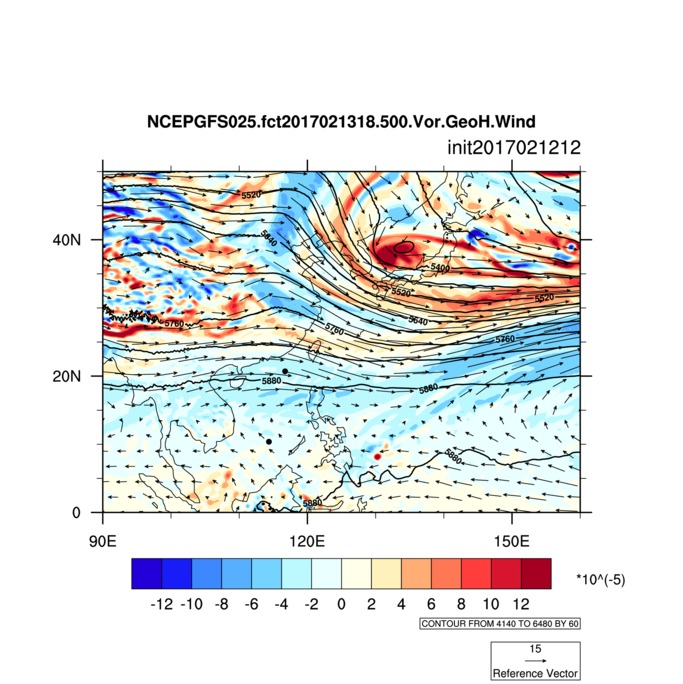 NCEPGFS025.fct2017021318.500.Vor.GeoH.Wind
init2017021212
5520
40N
5640
5400
5520
5520
5760
5760
5640
5760
20N
5880
5880
5880
5880
0
90E 120E 150E
-12 -10 -8 -6 -4 -2 0 2 4 6 8 10 12
*10^(-5)
CONTOUR FROM 4140 TO 6480 BY 60
15
Reference Vector